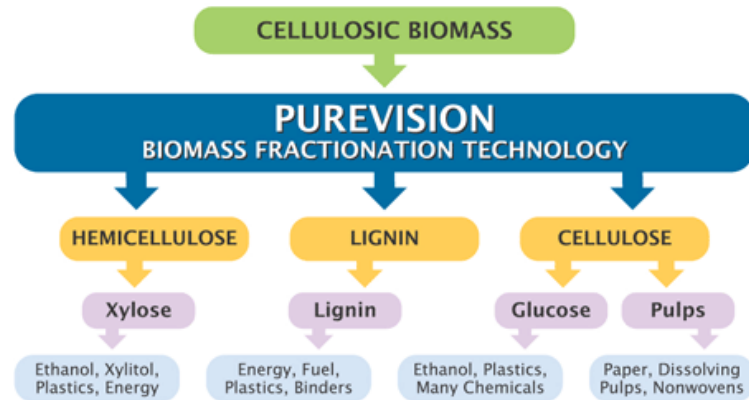 CELLULOSIC BIOMASS
PUREVISION
BIOMASS FRACTIONATION TECHNOLOGY
HEMICELLULOSE
LIGNIN
CELLULOSE
Xylose
Lignin
Glucose
Pulps
Ethanol, Xylitol,
Plastics, Energy
Energy, Fuel,
Plastics, Binders
Ethanol, Plastics,
Many Chemicals
Paper, Dissolving
Pulps, Nonwovens